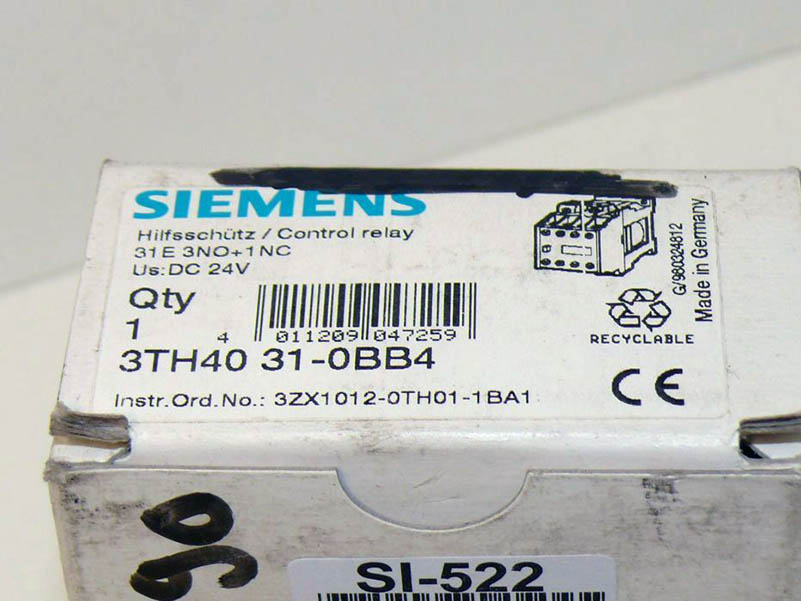 SIEMENS
Hilfsschütz / Control relay
31E 3NO+1NC
Us:DC 24V
Qty
1
4 011209 047259
3TH40 31-0BB4
Instr.Ord.No.: 3ZX1012-0TH01-1BA1
RECYCLABLE
CE
G/980324812
Made in Germany
SI-522